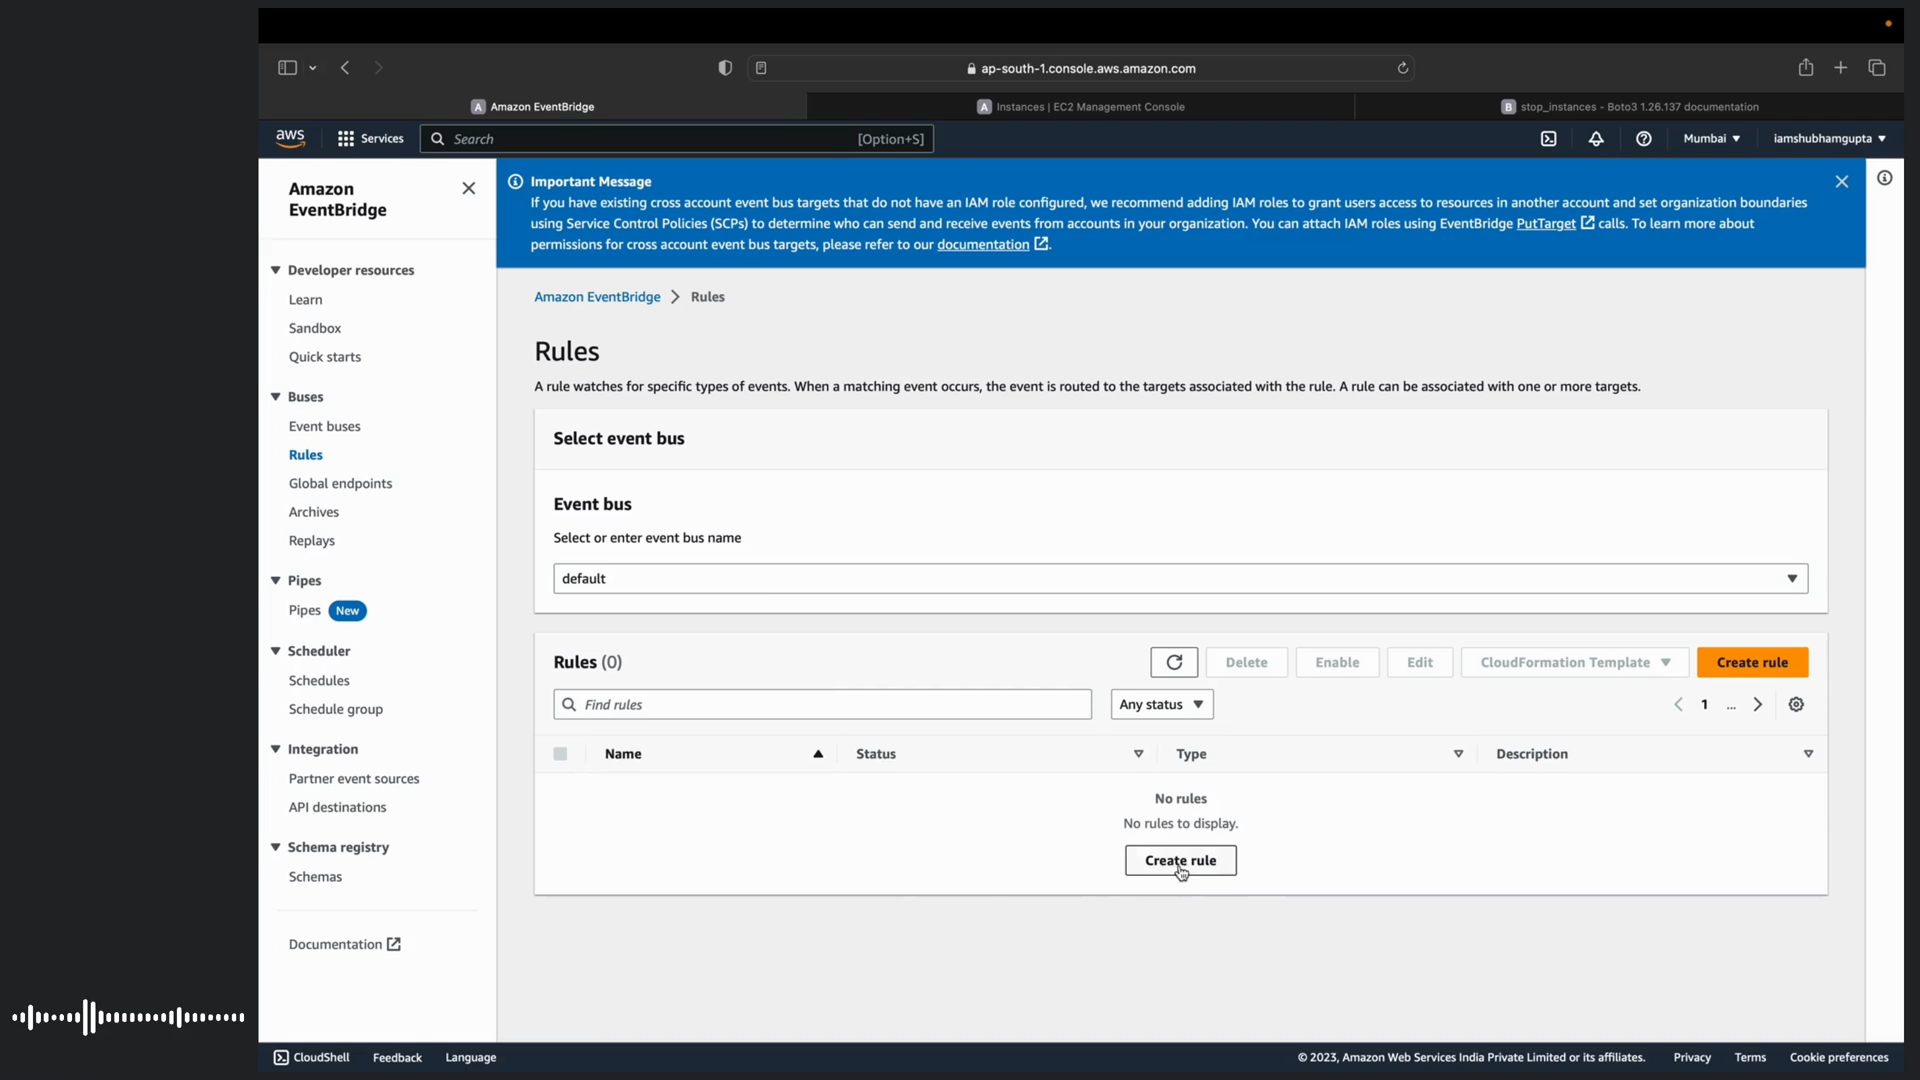 ap-south-1.console.aws.amazon.com
A Amazon EventBridge
A Instances | EC2 Management Console
B stop_instances - Boto3 1.26.137 documentation
aws
Services
Search
[Option+S]
Mumbai
iamshubhamgupta
Amazon
EventBridge
Developer resources
Learn
Sandbox
Quick starts
Buses
Event buses
Rules
Global endpoints
Archives
Replays
Pipes
Pipes New
Scheduler
Schedules
Schedule group
Integration
Partner event sources
API destinations
Schema registry
Schemas
Documentation
Important Message
If you have existing cross account event bus targets that do not have an IAM role configured, we recommend adding IAM roles to grant users access to resources in another account and set organization boundaries
using Service Control Policies (SCPs) to determine who can send and receive events from accounts in your organization. You can attach IAM roles using EventBridge PutTarget calls. To learn more about
permissions for cross account event bus targets, please refer to our documentation .
Amazon EventBridge > Rules
Rules
A rule watches for specific types of events. When a matching event occurs, the event is routed to the targets associated with the rule. A rule can be associated with one or more targets.
Select event bus
Event bus
Select or enter event bus name
default
Rules (0)
Delete
Enable
Edit
CloudFormation Template
Create rule
Find rules
Any status
1 ...
Name
Status
Type
Description
No rules
No rules to display.
Create rule
CloudShell
Feedback
Language
© 2023, Amazon Web Services India Private Limited or its affiliates.
Privacy
Terms
Cookie preferences